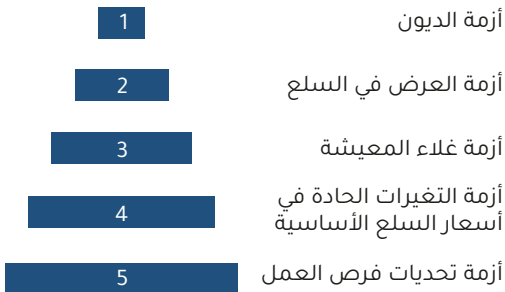 أزمة الديون
1
أزمة العرض في السلع
2
أزمة غلاء المعيشة
3
أزمة التغيرات الحادة في
أسعار السلع الأساسية
4
أزمة تحديات فرص العمل
5